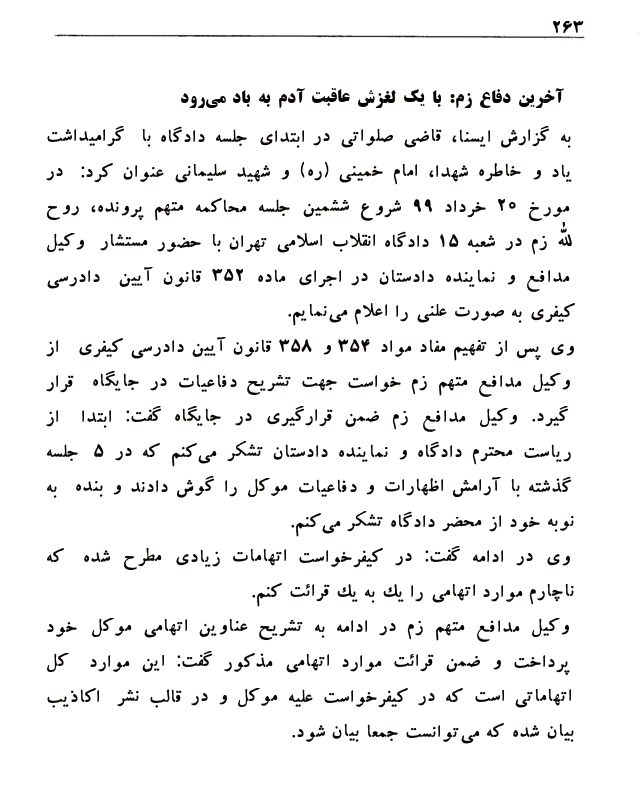 ۲۶۳
آخرین دفاع زم: با یک لغزش عاقبت آدم به باد می‌رود
به گزارش ایسنا، قاضی صلواتی در ابتدای جلسه دادگاه با گرامیداشت
یاد و خاطره شهدا، امام خمینی (ره) و شهید سلیمانی عنوان کرد: در
مورخ ۲۰ خرداد ۹۹ شروع ششمین جلسه محاکمه متهم پرونده، روح
لله زم در شعبه ۱۵ دادگاه انقلاب اسلامی تهران با حضور مستشار وکیل
مدافع و نماینده دادستان در اجرای ماده ۳۵۲ قانون آیین دادرسی
کیفری به صورت علنی را اعلام می‌نمایم.
وی پس از تفهیم مفاد مواد ۳۵۴ و ۳۵۸ قانون آیین دادرسی کیفری از
وکیل مدافع متهم زم خواست جهت تشریح دفاعیات در جایگاه قرار
گیرد. وکیل مدافع زم ضمن قرارگیری در جایگاه گفت: ابتدا از
ریاست محترم دادگاه و نماینده دادستان تشکر می‌کنم که در ۵ جلسه
گذشته با آرامش اظهارات و دفاعیات موکل را گوش دادند و بنده به
نوبه خود از محضر دادگاه تشکر می‌کنم.
وی در ادامه گفت: در کیفرخواست اتهامات زیادی مطرح شده که
ناچارم موارد اتهامی را یك به یك قرائت کنم.
وکیل مدافع متهم زم در ادامه به تشریح عناوین اتهامی موکل خود
پرداخت و ضمن قرائت موارد اتهامی مذکور گفت: این موارد کل
اتهاماتی است که در کیفرخواست علیه موکل و در قالب نشر اکاذیب
بیان شده که می‌توانست جمعا بیان شود.